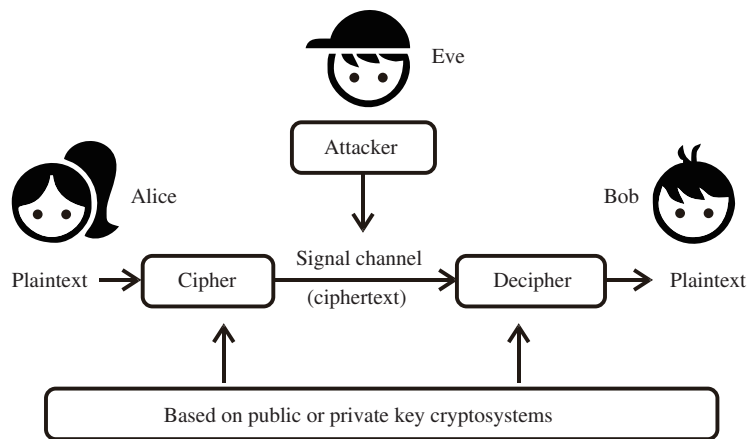 Eve
Attacker
Alice
Bob
Signal channel
Plaintext
Cipher
Decipher
Plaintext
(ciphertext)
Based on public or private key cryptosystems